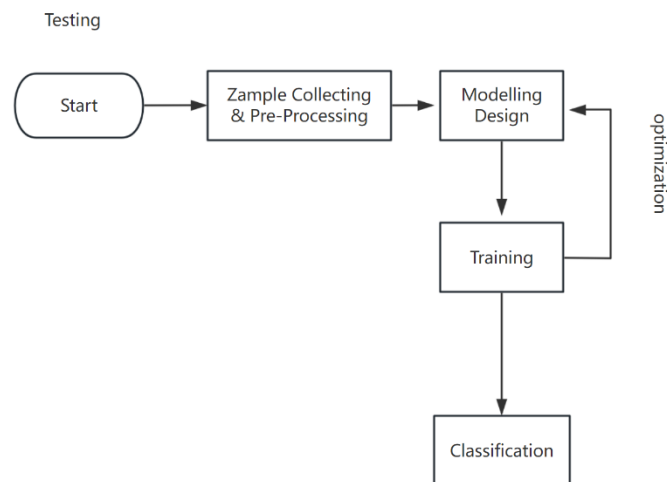 Testing
Start
Zample Collecting
& Pre-Processing
Modelling
Design
optimization
Training
Classification